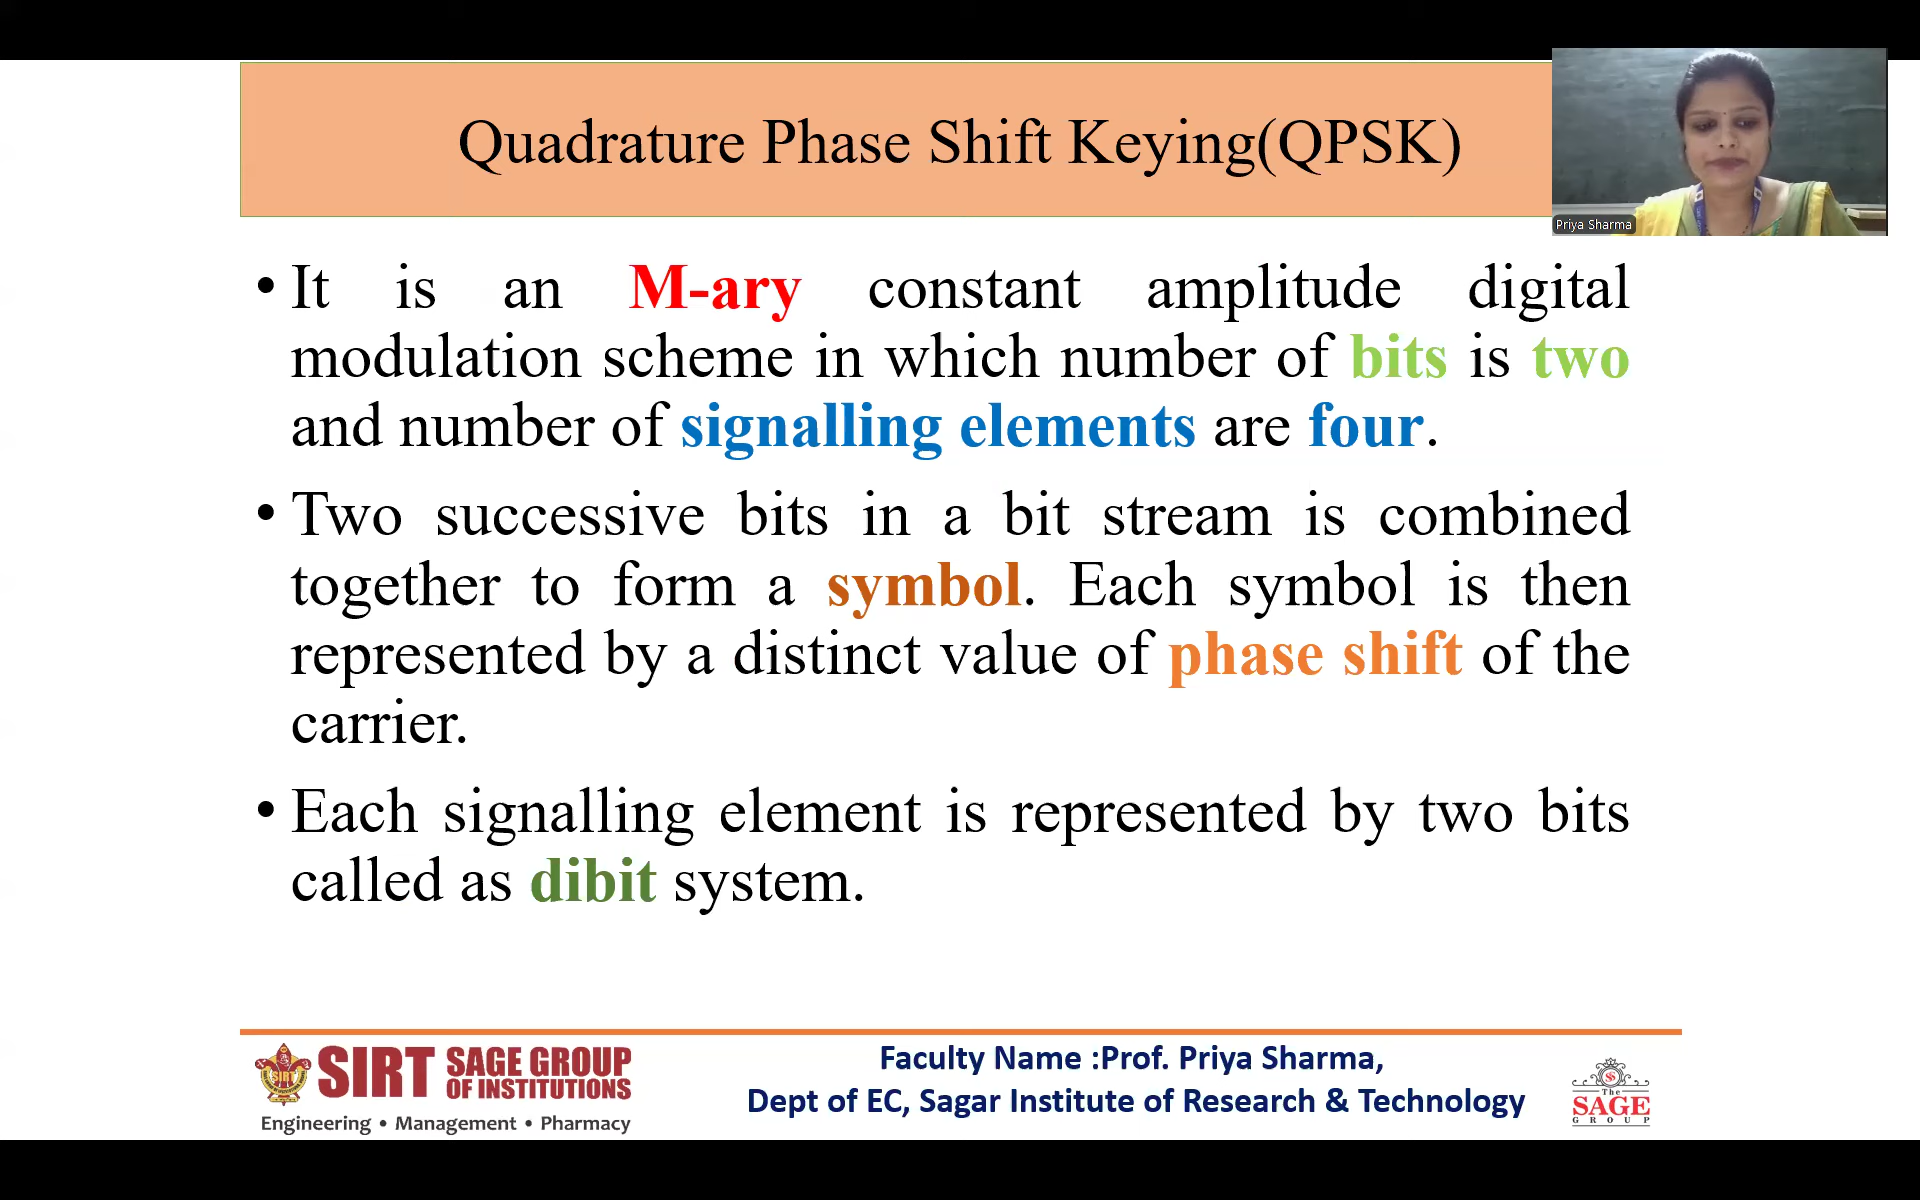 Quadrature Phase Shift Keying(QPSK)
Priya Sharma
• It is an M-ary constant amplitude digital
modulation scheme in which number of bits is two
and number of signalling elements are four.
• Two successive bits in a bit stream is combined
together to form a symbol. Each symbol is then
represented by a distinct value of phase shift of the
carrier.
• Each signalling element is represented by two bits
called as dibit system.
SIRT
SIRT SAGE GROUP
OF INSTITUTIONS
Engineering • Management • Pharmacy
Faculty Name :Prof. Priya Sharma,
Dept of EC, Sagar Institute of Research & Technology
The
SAGE
GROUP